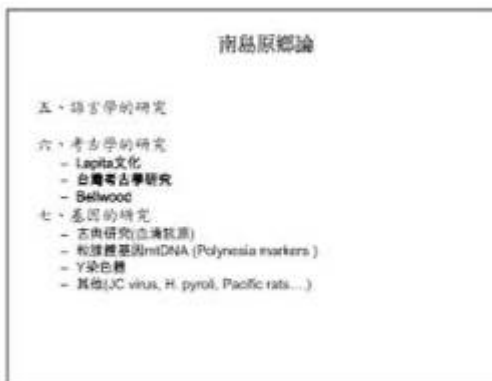 南島原鄉論
五、語言學的研究
六、考古學的研究
– Lapita文化
– 台灣考古學研究
– Bellwood
七、基因的研究
– 古典研究(血清抗原)
– 粒腺體基因mtDNA (Polynesia markers )
– Y染色體
– 其他(JC virus, H. pyroli, Pacific rats....)